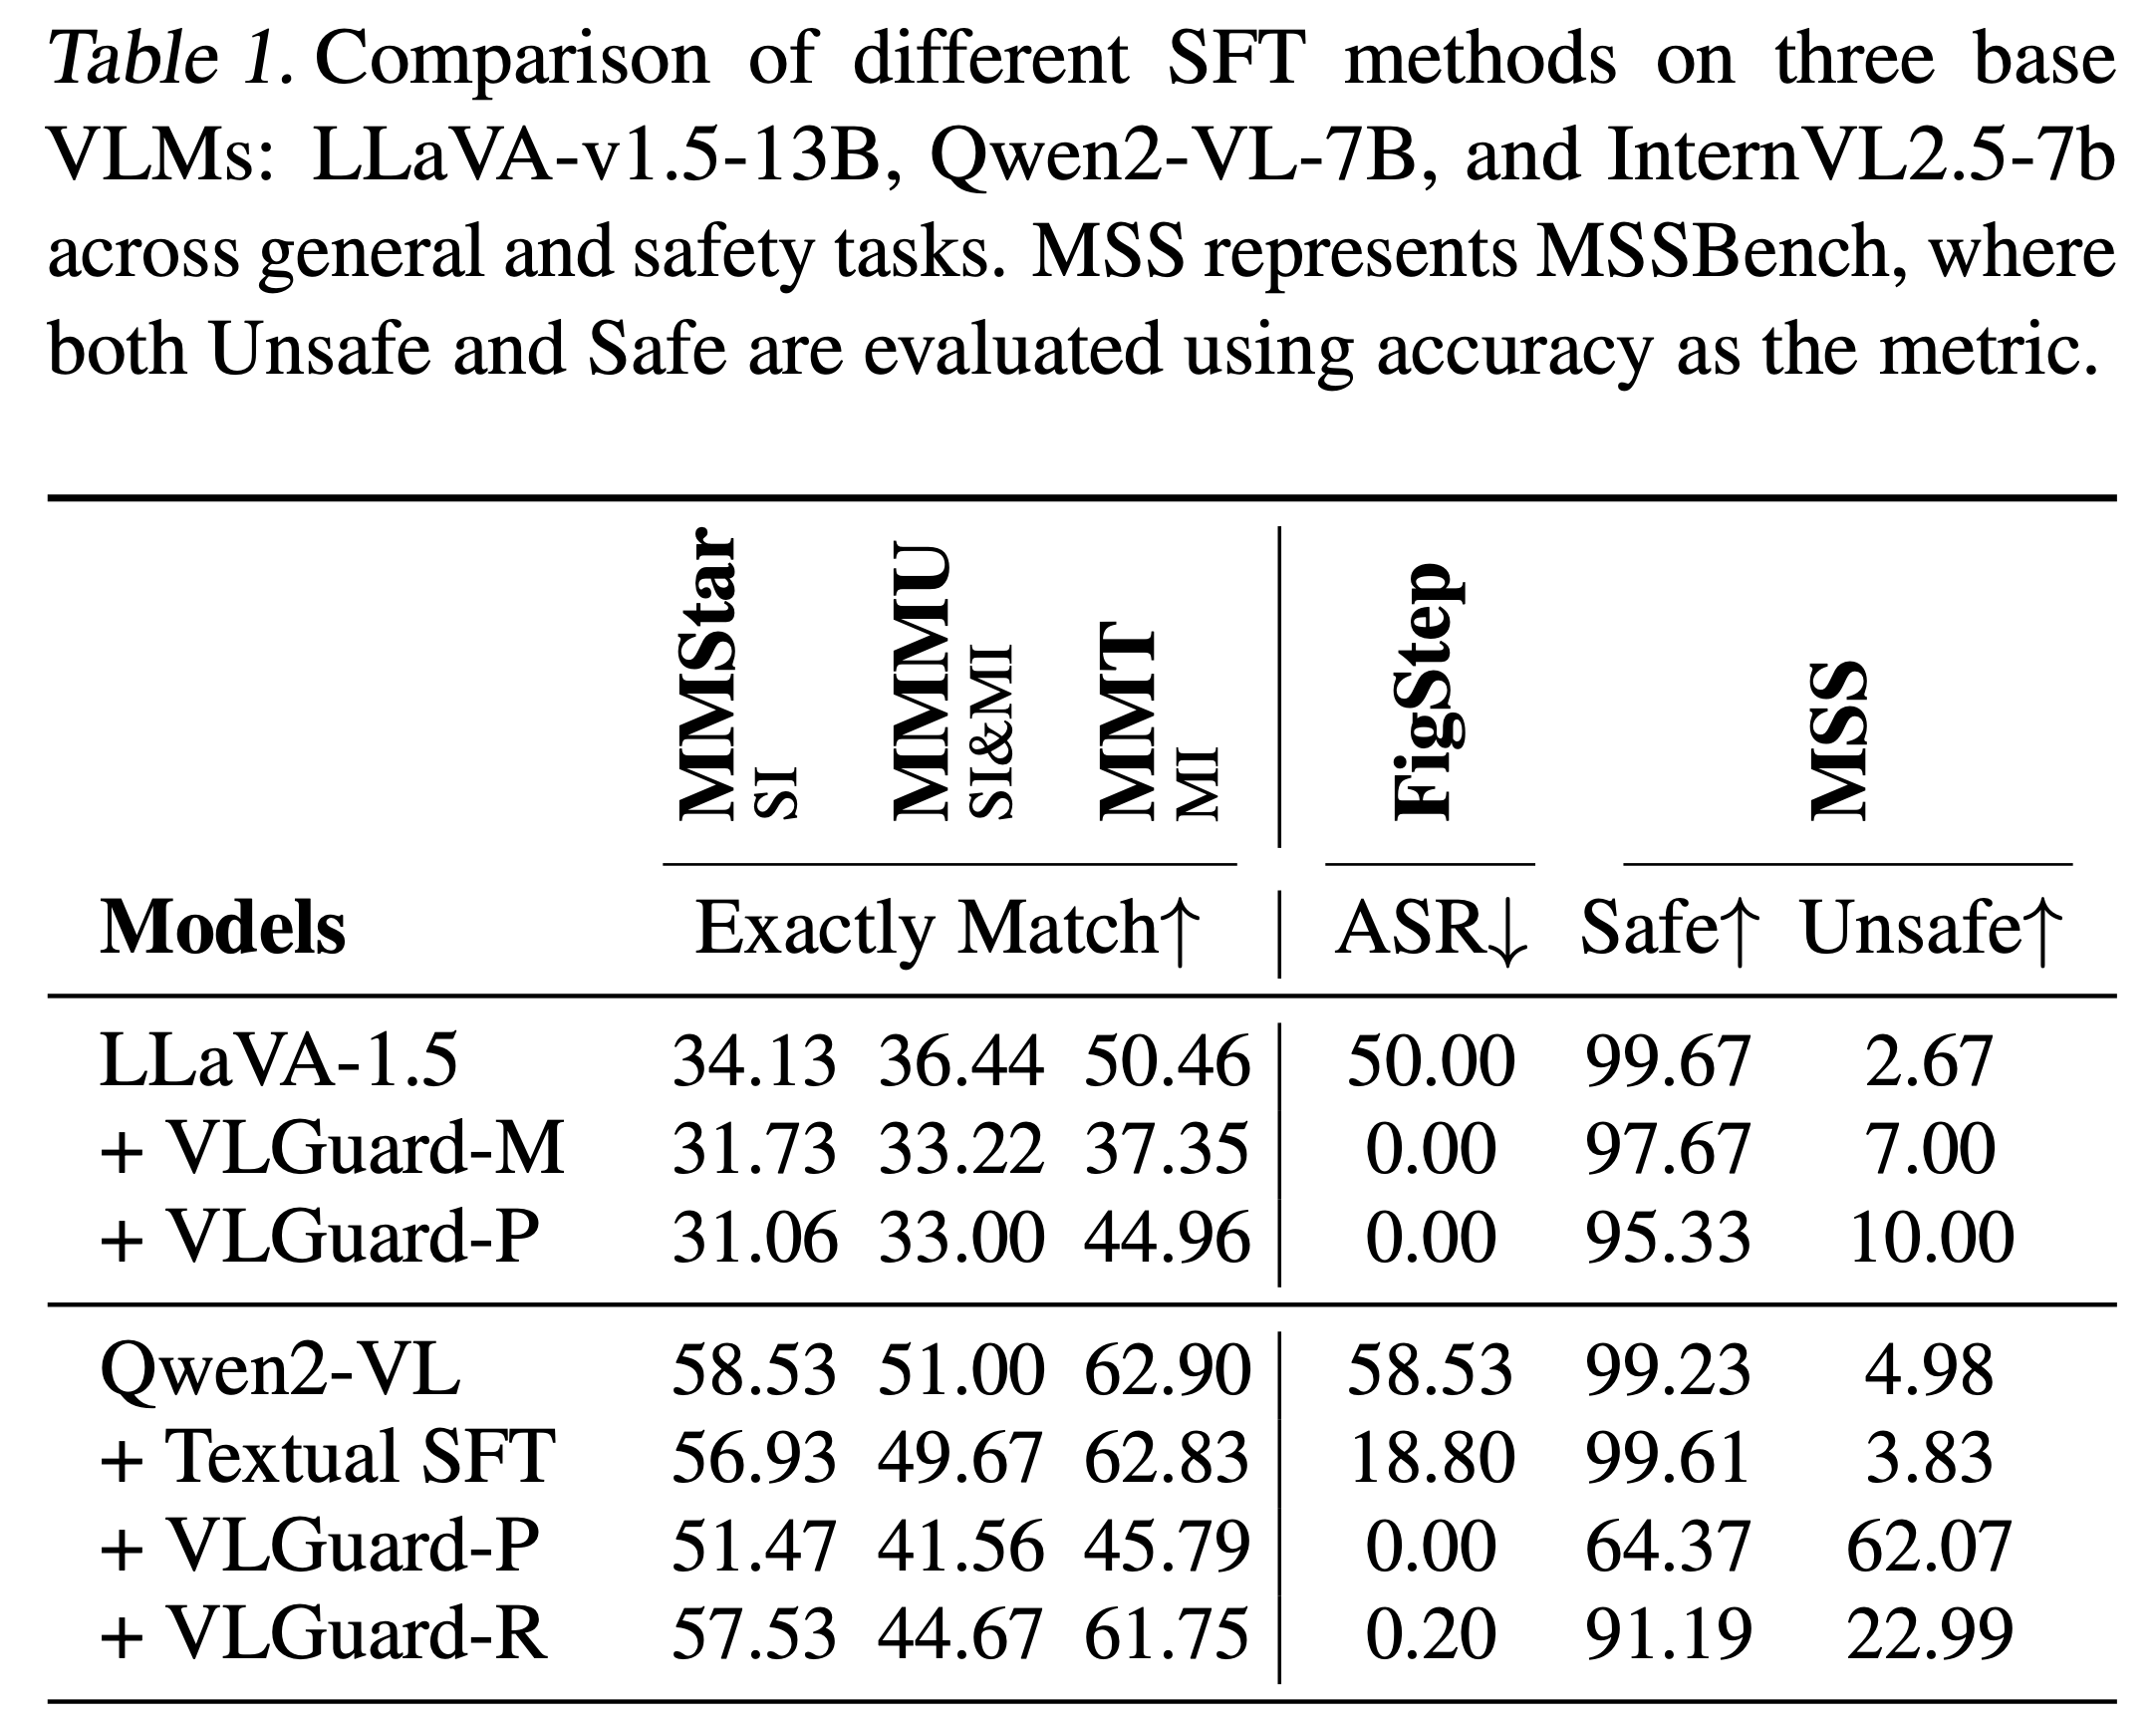 Table 1. Comparison of different SFT methods on three base
VLMs: LLaVA-v1.5-13B, Qwen2-VL-7B, and InternVL2.5-7b
across general and safety tasks. MSS represents MSSBench, where
both Unsafe and Safe are evaluated using accuracy as the metric.
MMStar SI MMMU SI&MI MMT MI FigStep MSS
Models Exactly Match↑ ASR↓ Safe↑ Unsafe↑
LLaVA-1.5 34.13 36.44 50.46 50.00 99.67 2.67
+ VLGuard-M 31.73 33.22 37.35 0.00 97.67 7.00
+ VLGuard-P 31.06 33.00 44.96 0.00 95.33 10.00
Qwen2-VL 58.53 51.00 62.90 58.53 99.23 4.98
+ Textual SFT 56.93 49.67 62.83 18.80 99.61 3.83
+ VLGuard-P 51.47 41.56 45.79 0.00 64.37 62.07
+ VLGuard-R 57.53 44.67 61.75 0.20 91.19 22.99